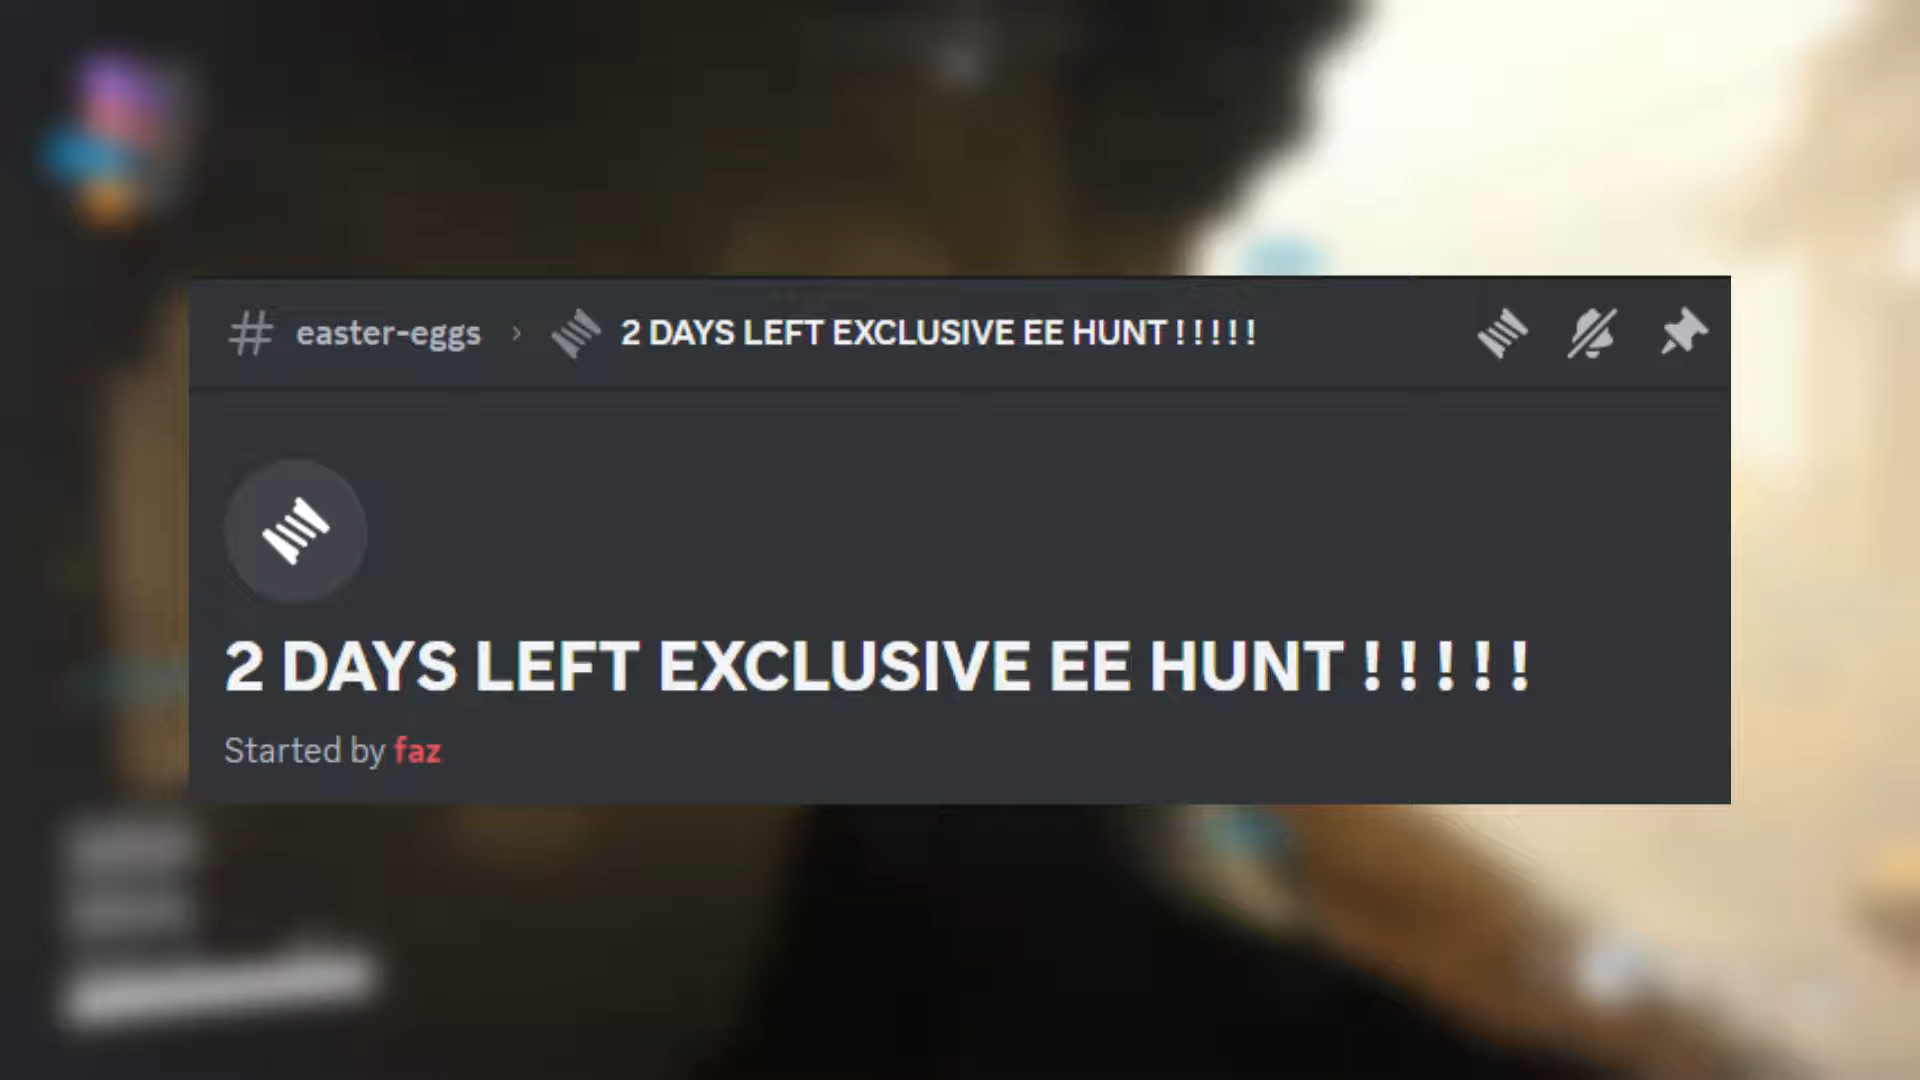 # easter-eggs › 2 DAYS LEFT EXCLUSIVE EE HUNT ! ! ! ! !
2 DAYS LEFT EXCLUSIVE EE HUNT ! ! ! ! !
Started by faz